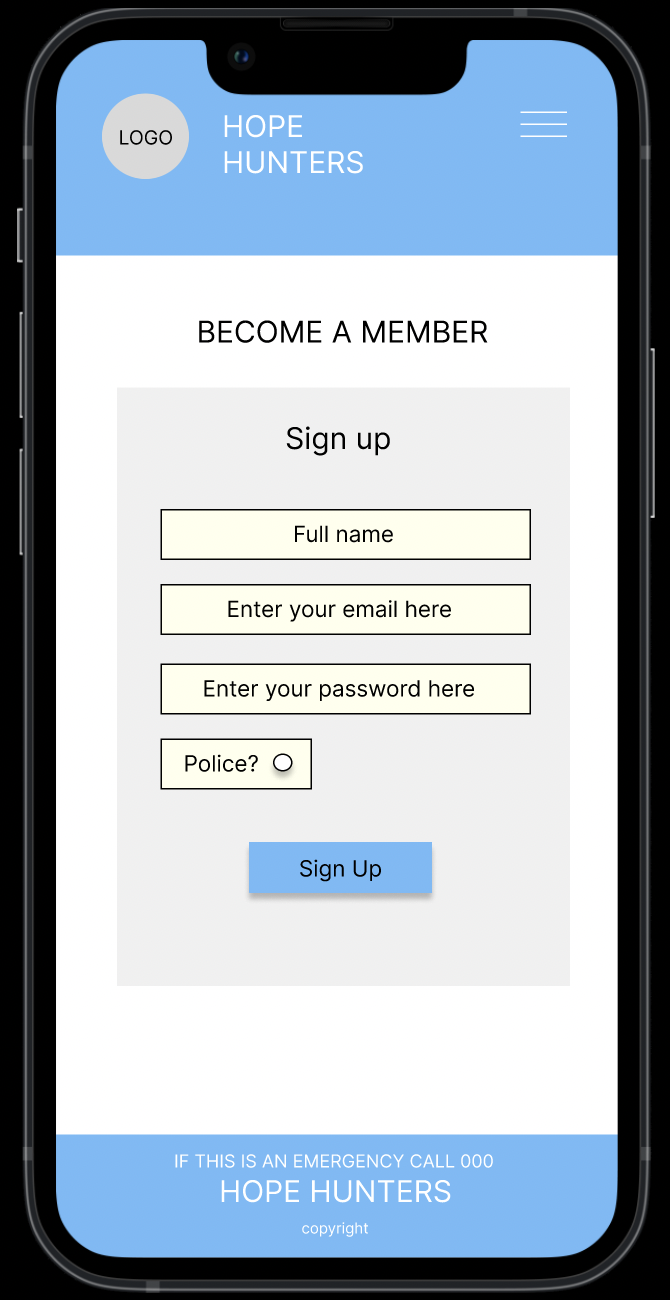 LOGO
HOPE
HUNTERS
BECOME A MEMBER
Sign up
Full name
Enter your email here
Enter your password here
Police?
Sign Up
IF THIS IS AN EMERGENCY CALL 000
HOPE HUNTERS
copyright